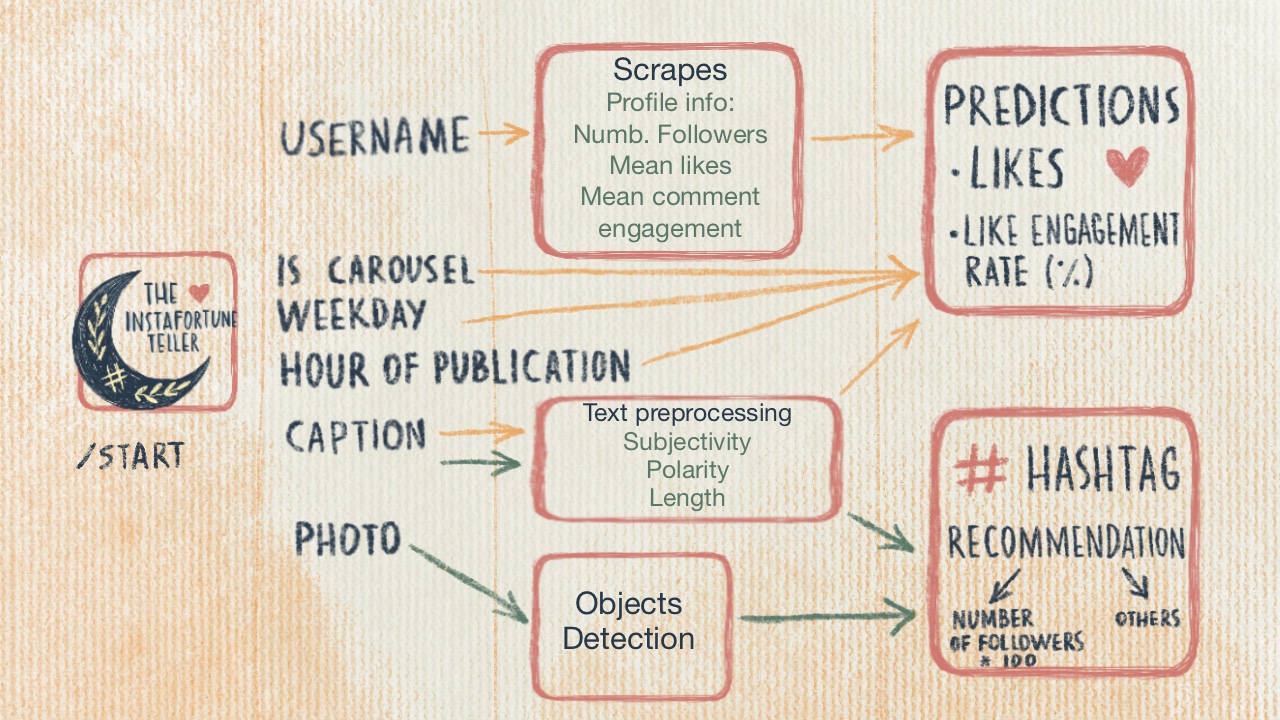 THE
INSTAFORTUNE
TELLER
#
/START
USERNAME
IS CAROUSEL
WEEKDAY
HOUR OF PUBLICATION
CAPTION
PHOTO
Scrapes
Profile info:
Numb. Followers
Mean likes
Mean comment
engagement
Text preprocessing
Subjectivity
Polarity
Length
Objects
Detection
PREDICTIONS
• LIKES
• LIKE ENGAGEMENT
RATE (%)
# HASHTAG
RECOMMENDATION
NUMBER
OF FOLLOWERS
* 100
OTHERS